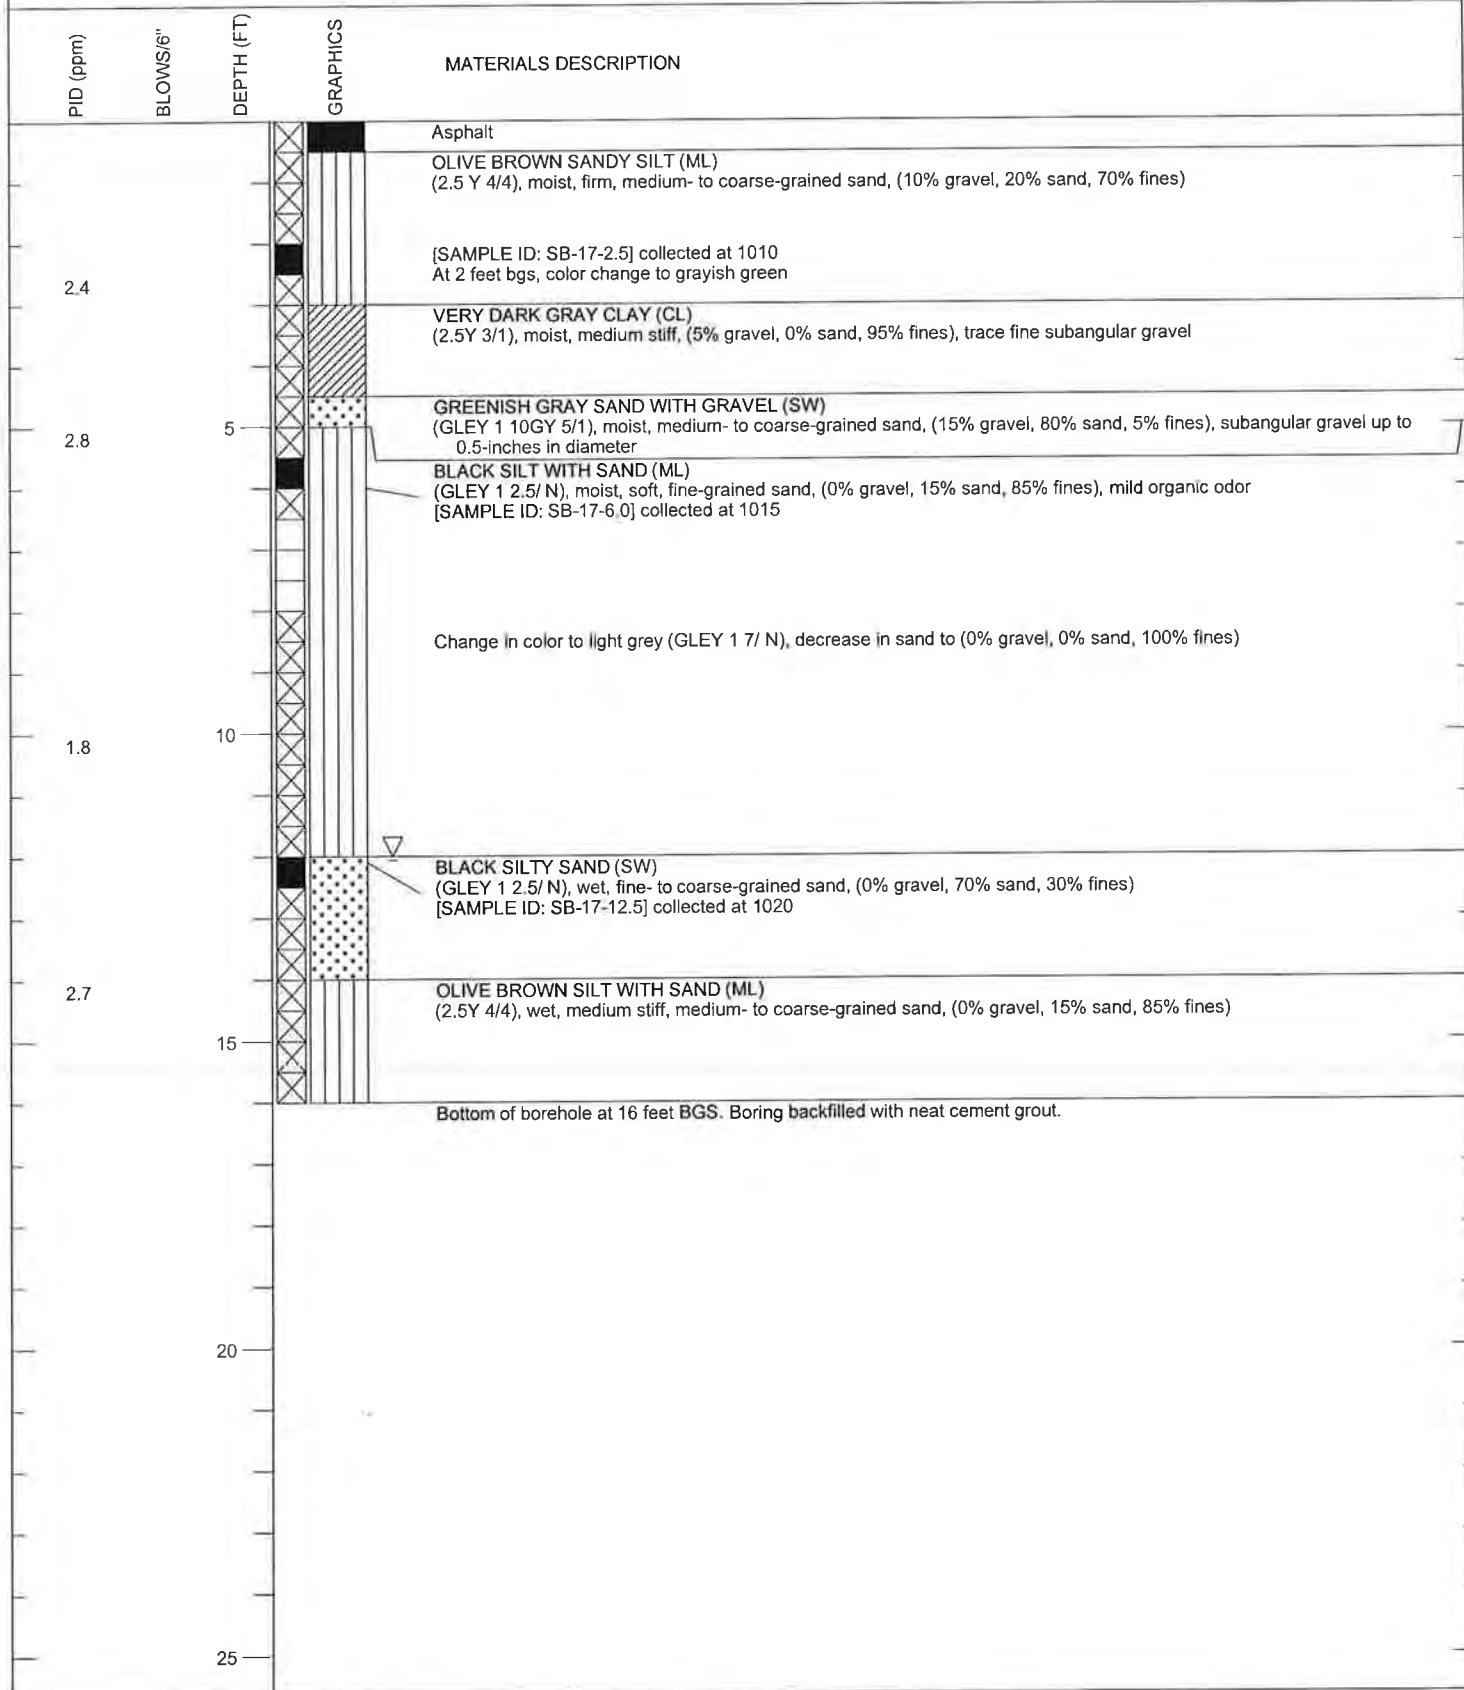 PID (ppm)
BLOWS/6"
DEPTH (FT)
GRAPHICS
MATERIALS DESCRIPTION
Asphalt
OLIVE BROWN SANDY SILT (ML)
(2.5 Y 4/4), moist, firm, medium- to coarse-grained sand, (10% gravel, 20% sand, 70% fines)
[SAMPLE ID: SB-17-2.5] collected at 1010
At 2 feet bgs, color change to grayish green
2.4
VERY DARK GRAY CLAY (CL)
(2.5Y 3/1), moist, medium stiff, (5% gravel, 0% sand, 95% fines), trace fine subangular gravel
GREENISH GRAY SAND WITH GRAVEL (SW)
(GLEY 1 10GY 5/1), moist, medium- to coarse-grained sand, (15% gravel, 80% sand, 5% fines), subangular gravel up to
0.5-inches in diameter
5
2.8
BLACK SILT WITH SAND (ML)
(GLEY 1 2.5/ N), moist, soft, fine-grained sand, (0% gravel, 15% sand, 85% fines), mild organic odor
[SAMPLE ID: SB-17-6.0] collected at 1015
Change in color to light grey (GLEY 1 7/ N), decrease in sand to (0% gravel, 0% sand, 100% fines)
10
1.8
BLACK SILTY SAND (SW)
(GLEY 1 2.5/ N), wet, fine- to coarse-grained sand, (0% gravel, 70% sand, 30% fines)
[SAMPLE ID: SB-17-12.5] collected at 1020
2.7
OLIVE BROWN SILT WITH SAND (ML)
(2.5Y 4/4), wet, medium stiff, medium- to coarse-grained sand, (0% gravel, 15% sand, 85% fines)
15
Bottom of borehole at 16 feet BGS. Boring backfilled with neat cement grout.
20
25